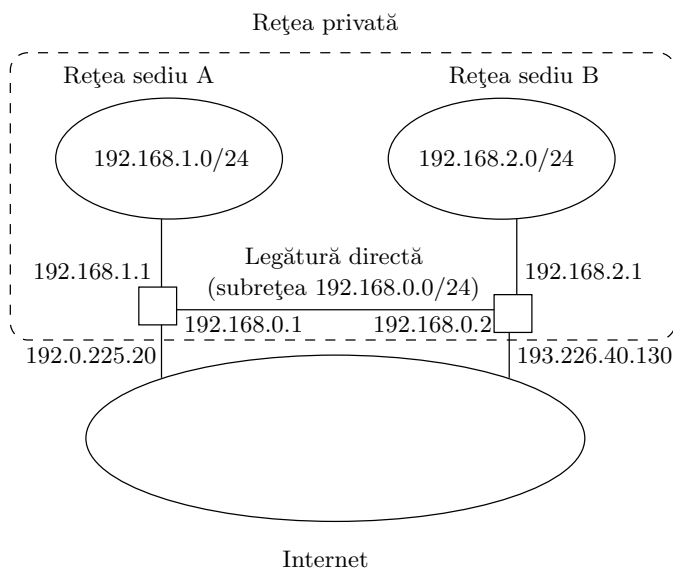 Reţea privată
Reţea sediu A
Reţea sediu B
192.168.1.0/24
192.168.2.0/24
192.168.1.1
Legătură directă
(subreţea 192.168.0.0/24)
192.168.2.1
192.168.0.1
192.168.0.2
192.0.225.20
193.226.40.130
Internet